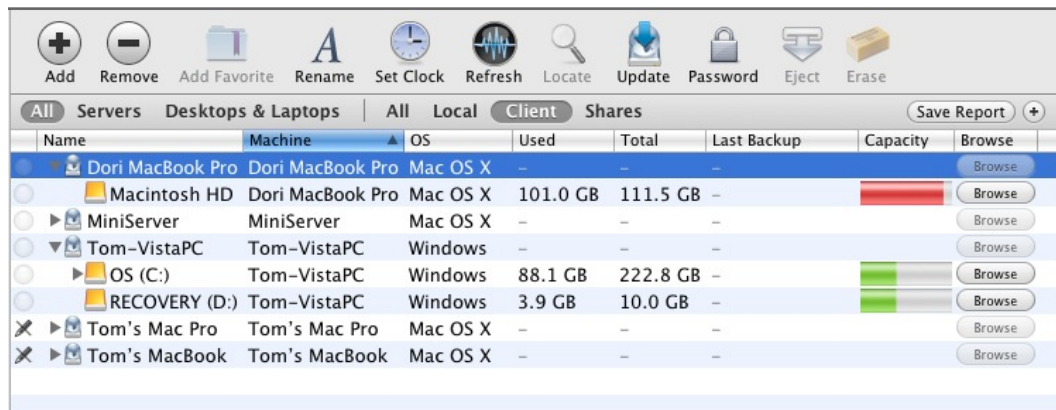 Add Remove Add Favorite Rename Set Clock Refresh Locate Update Password Eject Erase
All Servers Desktops & Laptops All Local Client Shares Save Report +
Name Machine OS Used Total Last Backup Capacity Browse
Dori MacBook Pro Dori MacBook Pro Mac OS X – – – Browse
Macintosh HD Dori MacBook Pro Mac OS X 101.0 GB 111.5 GB – Browse
MiniServer MiniServer Mac OS X – – – Browse
Tom-VistaPC Tom-VistaPC Windows – – – Browse
OS (C:) Tom-VistaPC Windows 88.1 GB 222.8 GB – Browse
RECOVERY (D:) Tom-VistaPC Windows 3.9 GB 10.0 GB – Browse
Tom's Mac Pro Tom's Mac Pro Mac OS X – – – Browse
Tom's MacBook Tom's MacBook Mac OS X – – – Browse